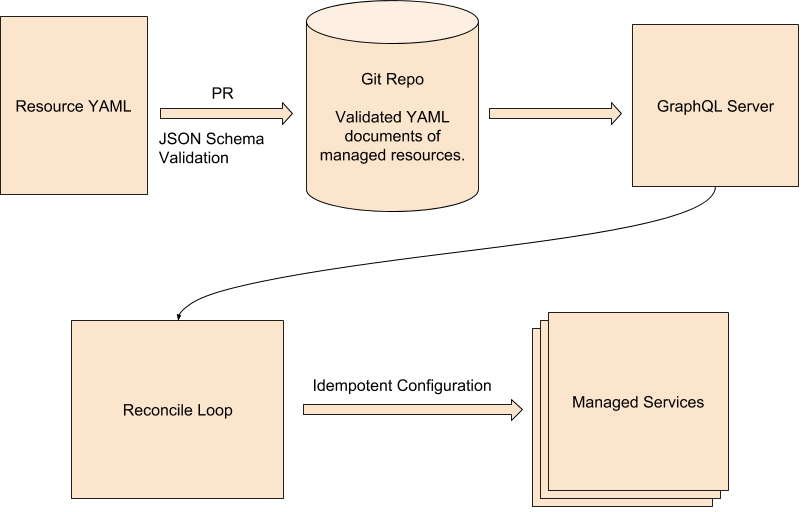 Resource YAML
PR
JSON Schema
Validation
Git Repo
Validated YAML
documents of
managed resources.
GraphQL Server
Reconcile Loop
Idempotent Configuration
Managed Services